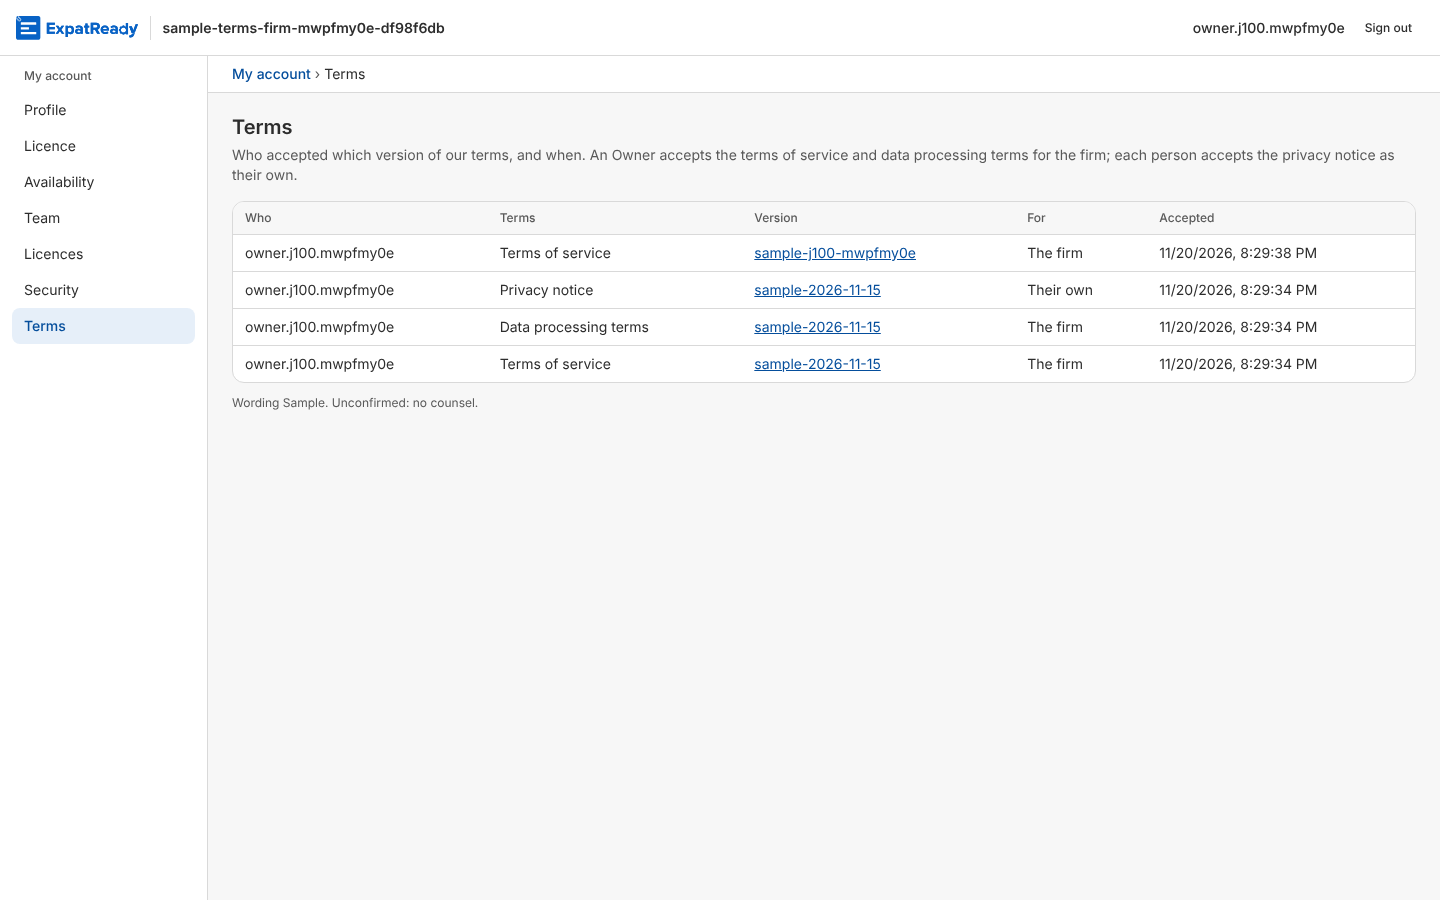 ExpatReady
sample-terms-firm-mwpfmy0e-df98f6db
owner.j100.mwpfmy0e
Sign out
My account
Profile
Licence
Availability
Team
Licences
Security
Terms
My account › Terms
Terms
Who accepted which version of our terms, and when. An Owner accepts the terms of service and data processing terms for the firm; each person accepts the privacy notice as
their own.
Who Terms Version For Accepted
owner.j100.mwpfmy0e Terms of service sample-j100-mwpfmy0e The firm 11/20/2026, 8:29:38 PM
owner.j100.mwpfmy0e Privacy notice sample-2026-11-15 Their own 11/20/2026, 8:29:34 PM
owner.j100.mwpfmy0e Data processing terms sample-2026-11-15 The firm 11/20/2026, 8:29:34 PM
owner.j100.mwpfmy0e Terms of service sample-2026-11-15 The firm 11/20/2026, 8:29:34 PM
Wording Sample. Unconfirmed: no counsel.